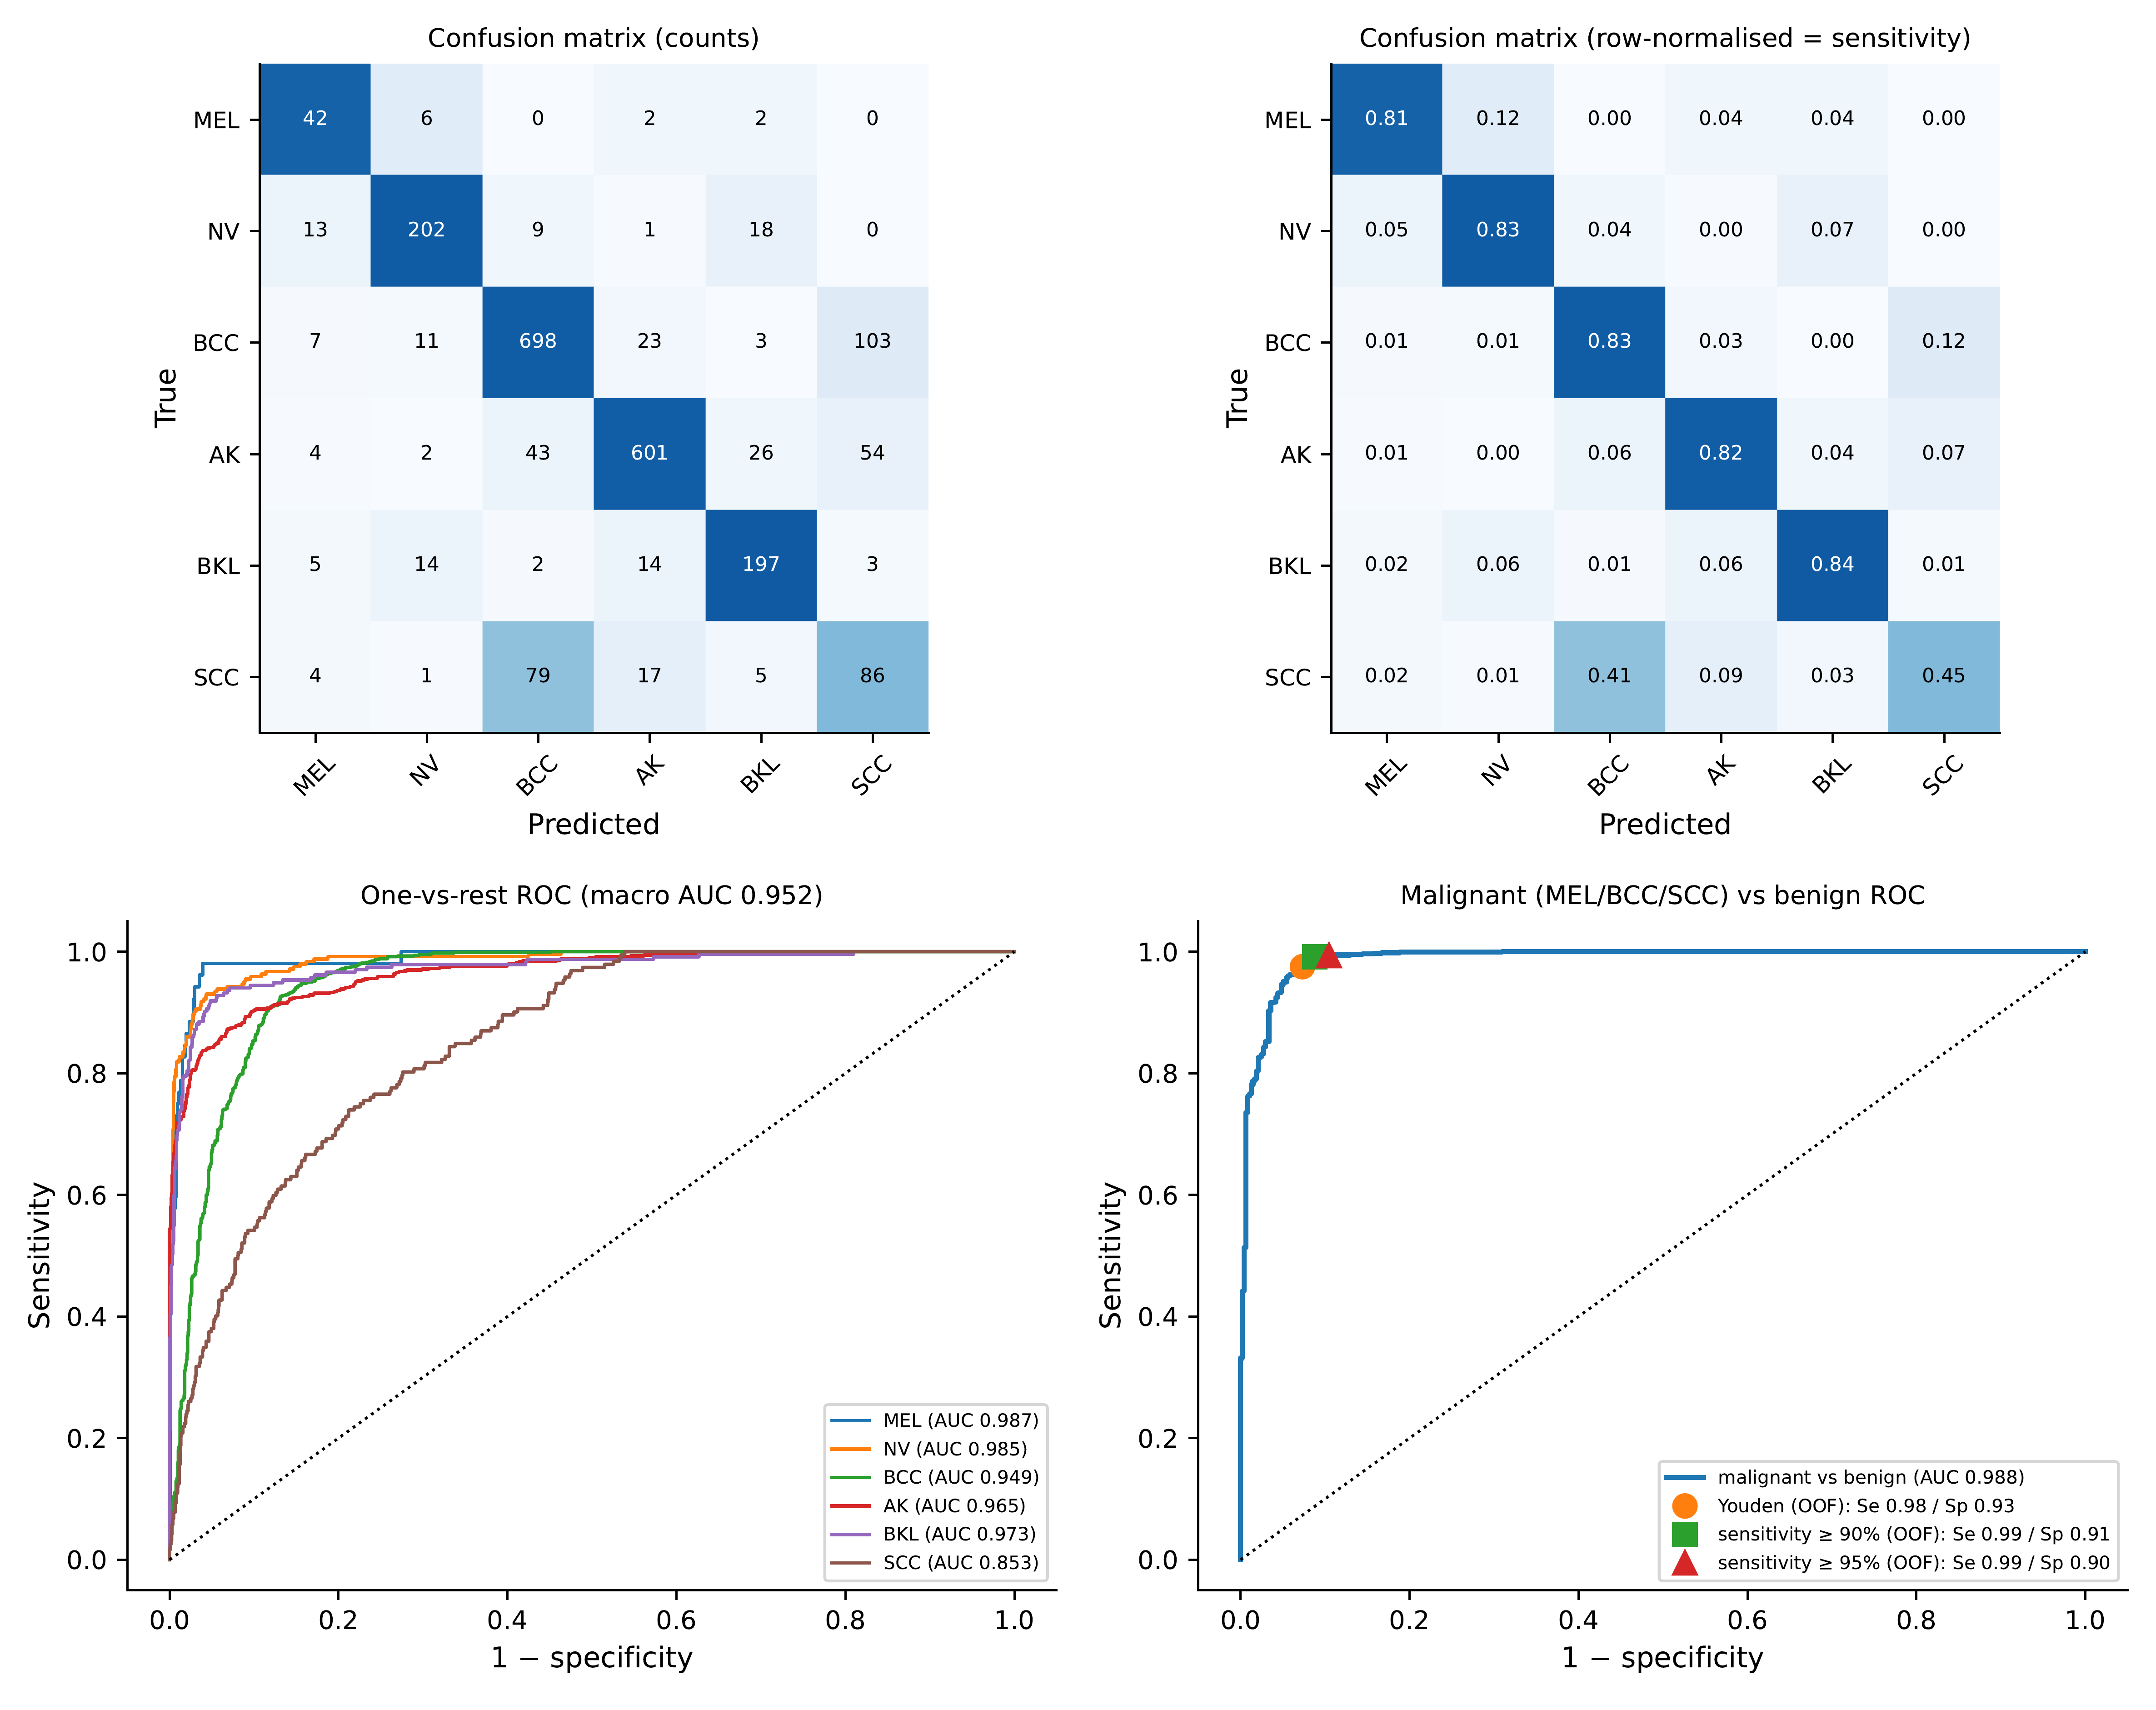 Confusion matrix (counts)
True
MEL 42 6 0 2 2 0
NV 13 202 9 1 18 0
BCC 7 11 698 23 3 103
AK 4 2 43 601 26 54
BKL 5 14 2 14 197 3
SCC 4 1 79 17 5 86
MEL NV BCC AK BKL SCC
Predicted
Confusion matrix (row-normalised = sensitivity)
True
MEL 0.81 0.12 0.00 0.04 0.04 0.00
NV 0.05 0.83 0.04 0.00 0.07 0.00
BCC 0.01 0.01 0.83 0.03 0.00 0.12
AK 0.01 0.00 0.06 0.82 0.04 0.07
BKL 0.02 0.06 0.01 0.06 0.84 0.01
SCC 0.02 0.01 0.41 0.09 0.03 0.45
MEL NV BCC AK BKL SCC
Predicted
One-vs-rest ROC (macro AUC 0.952)
Sensitivity
1.0
0.8
0.6
0.4
0.2
0.0
MEL (AUC 0.987)
NV (AUC 0.985)
BCC (AUC 0.949)
AK (AUC 0.965)
BKL (AUC 0.973)
SCC (AUC 0.853)
0.0 0.2 0.4 0.6 0.8 1.0
1 − specificity
Malignant (MEL/BCC/SCC) vs benign ROC
Sensitivity
1.0
0.8
0.6
0.4
0.2
0.0
malignant vs benign (AUC 0.988)
Youden (OOF): Se 0.98 / Sp 0.93
sensitivity ≥ 90% (OOF): Se 0.99 / Sp 0.91
sensitivity ≥ 95% (OOF): Se 0.99 / Sp 0.90
0.0 0.2 0.4 0.6 0.8 1.0
1 − specificity